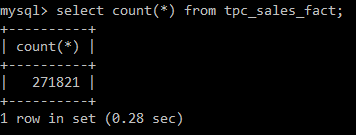 mysql> select count(*) from tpc_sales_fact;
+----------+
| count(*) |
+----------+
|   271821 |
+----------+
1 row in set (0.28 sec)